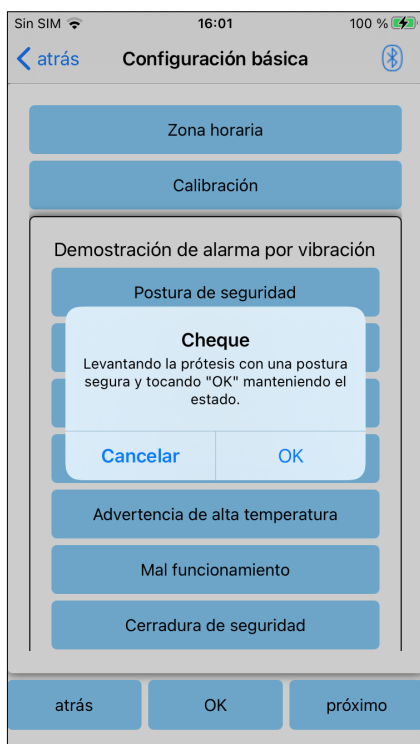 Sin SIM 16:01 100 %
atrás Configuración básica
Zona horaria
Calibración
Demostración de alarma por vibración
Postura de seguridad
Cheque
Levantando la prótesis con una postura
segura y tocando "OK" manteniendo el
estado.
Cancelar OK
Advertencia de alta temperatura
Mal funcionamiento
Cerradura de seguridad
atrás OK próximo